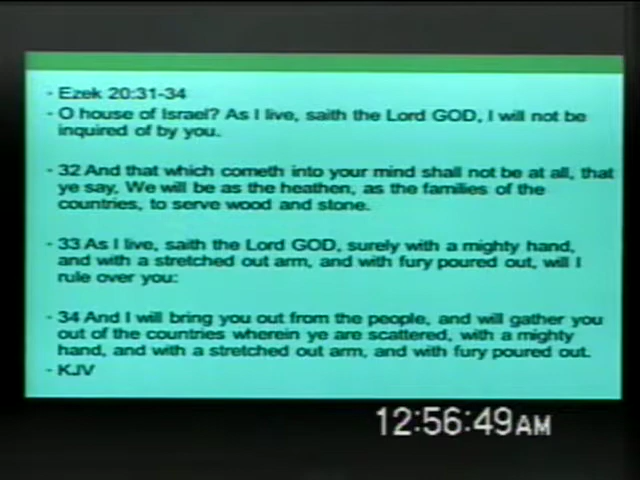 - Ezek 20:31-34
- O house of Israel? As I live, saith the Lord GOD, I will not be
inquired of by you.
- 32 And that which cometh into your mind shall not be at all, that
ye say, We will be as the heathen, as the families of the
countries, to serve wood and stone.
- 33 As I live, saith the Lord GOD, surely with a mighty hand,
and with a stretched out arm, and with fury poured out, will I
rule over you:
- 34 And I will bring you out from the people, and will gather you
out of the countries wherein ye are scattered, with a mighty
hand, and with a stretched out arm, and with fury poured out.
- KJV
12:56:49AM